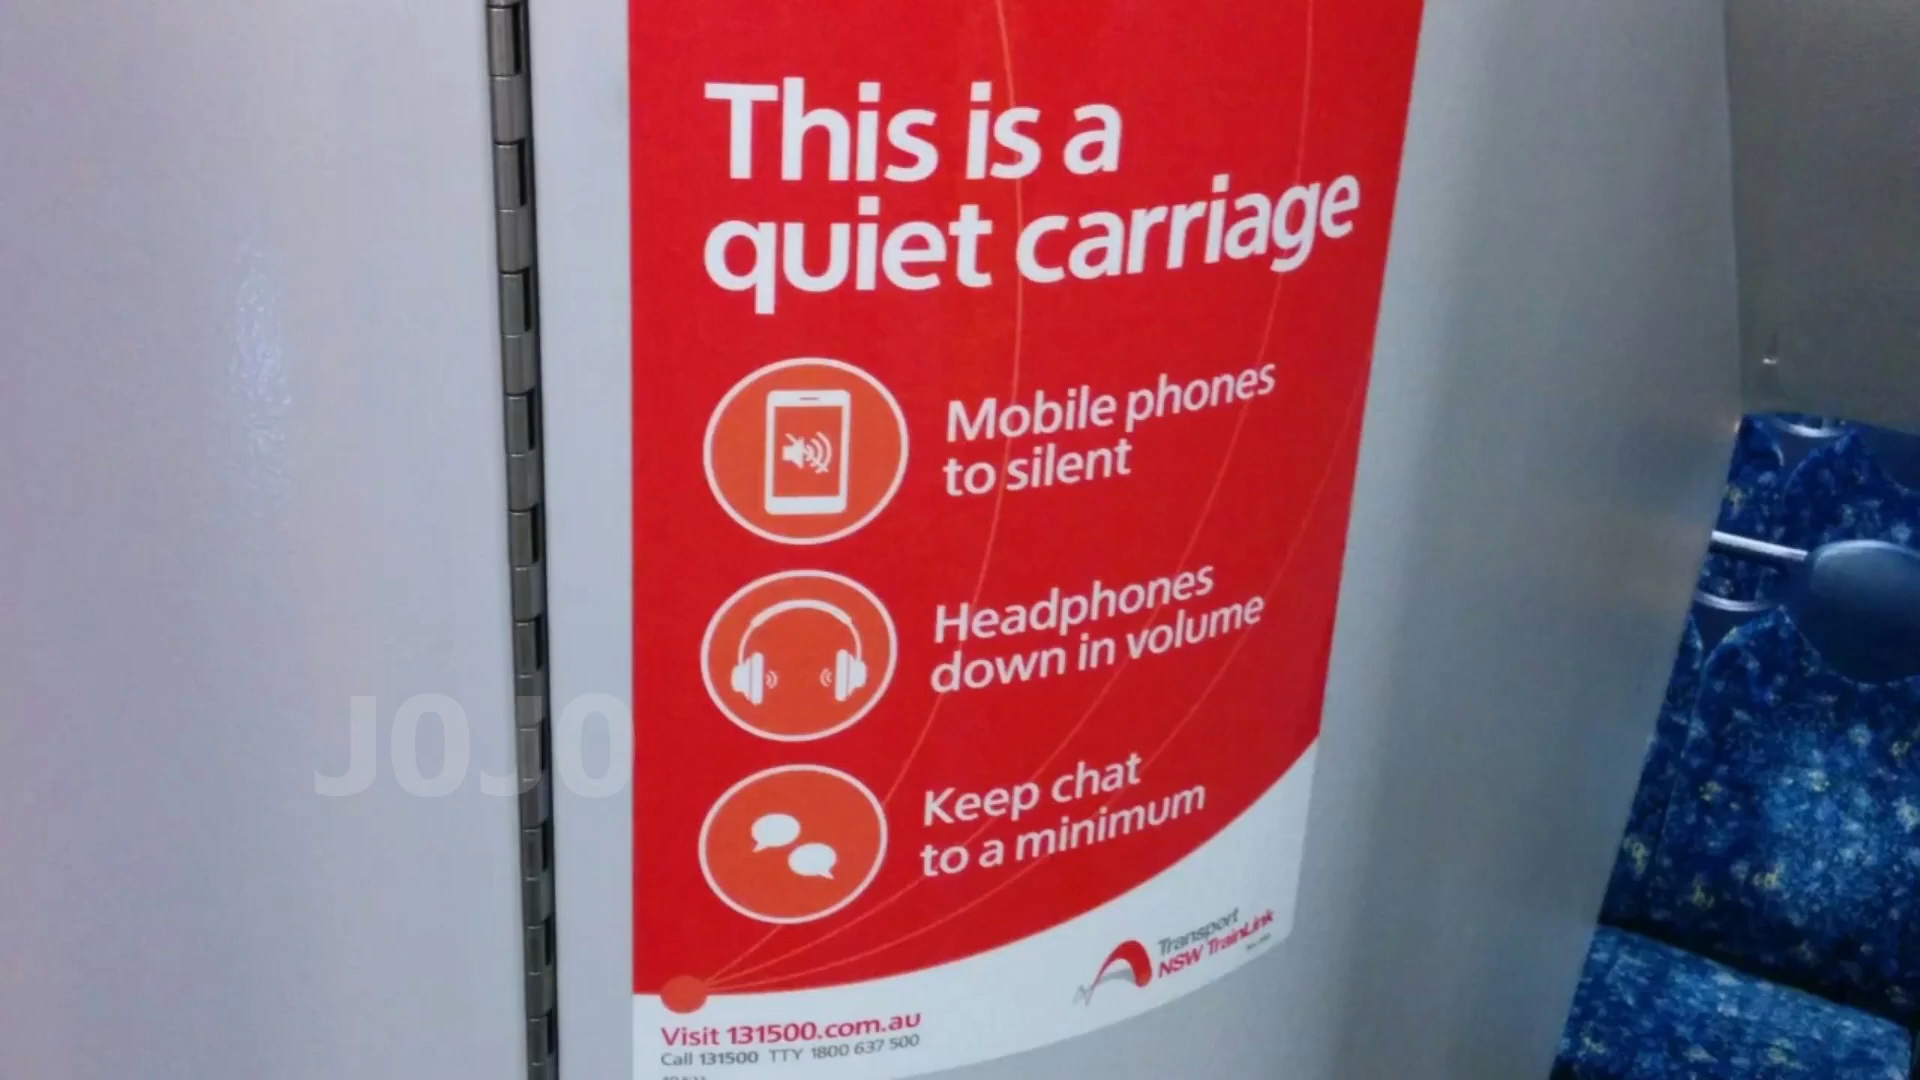 This is a
quiet carriage
Mobile phones
to silent
Headphones
down in volume
Keep chat
to a minimum
Transport
NSW TrainLink
Visit 131500.com.au
Call 131500 TTY 1800 637 500
JOJO